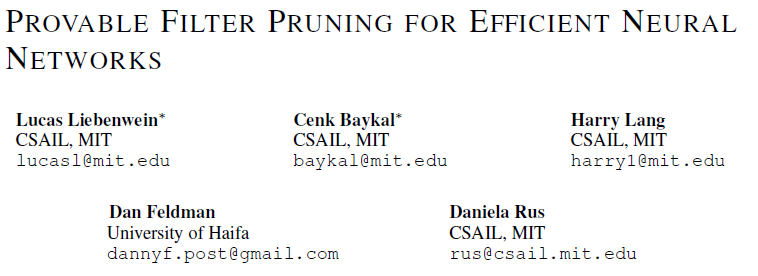 PROVABLE FILTER PRUNING FOR EFFICIENT NEURAL
NETWORKS
Lucas Liebenwein* Cenk Baykal* Harry Lang
CSAIL, MIT CSAIL, MIT CSAIL, MIT
lucasl@mit.edu baykal@mit.edu harry1@mit.edu
Dan Feldman Daniela Rus
University of Haifa CSAIL, MIT
dannyf.post@gmail.com rus@csail.mit.edu